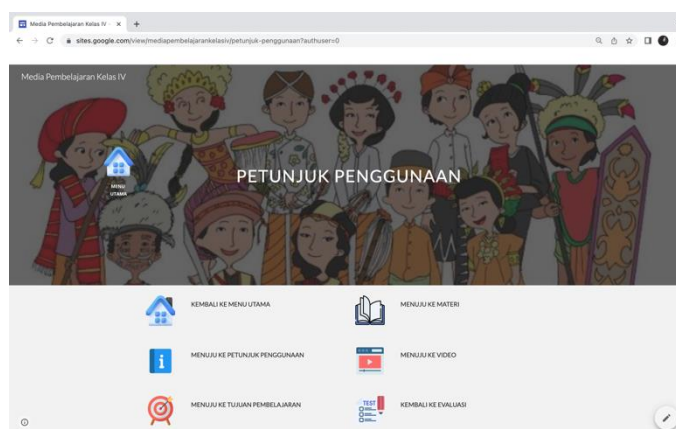 Media Pembelajaran Kelas IV -
sites.google.com/view/mediapembelajarankelasiv/petunjuk-penggunaan?authuser=0
Media Pembelajaran Kelas IV
PETUNJUK PENGGUNAAN
MENU
UTAMA
KEMBALI KE MENU UTAMA
MENUJU KE MATERI
MENUJU KE PETUNJUK PENGGUNAAN
MENUJU KE VIDEO
MENUJU KE TUJUAN PEMBELAJARAN
TEST
KEMBALI KE EVALUASI